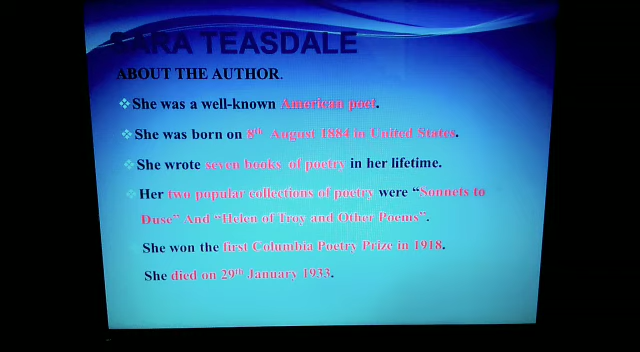 SARA TEASDALE
ABOUT THE AUTHOR.
She was a well-known American poet.
She was born on 8th August 1884 in United States.
She wrote seven books of poetry in her lifetime.
Her two popular collections of poetry were “Sonnets to
Duse” And “Helen of Troy and Other Poems”.
She won the first Columbia Poetry Prize in 1918.
She died on 29th January 1933.